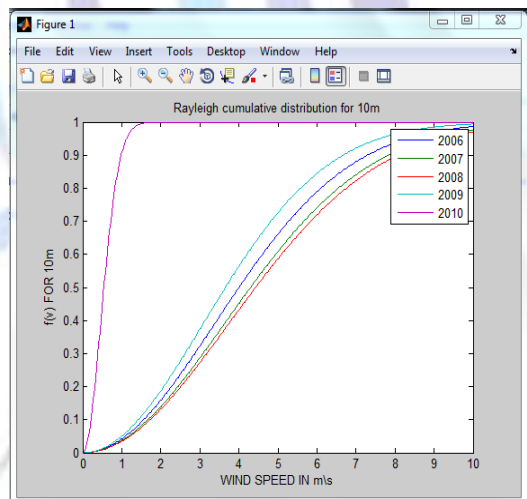 Figure 1
File Edit View Insert Tools Desktop Window Help
Rayleigh cumulative distribution for 10m
1
0.9
0.8
0.7
0.6
0.5
0.4
0.3
0.2
0.1
0
f(v) FOR 10m
2006
2007
2008
2009
2010
0 1 2 3 4 5 6 7 8 9 10
WIND SPEED IN m\s